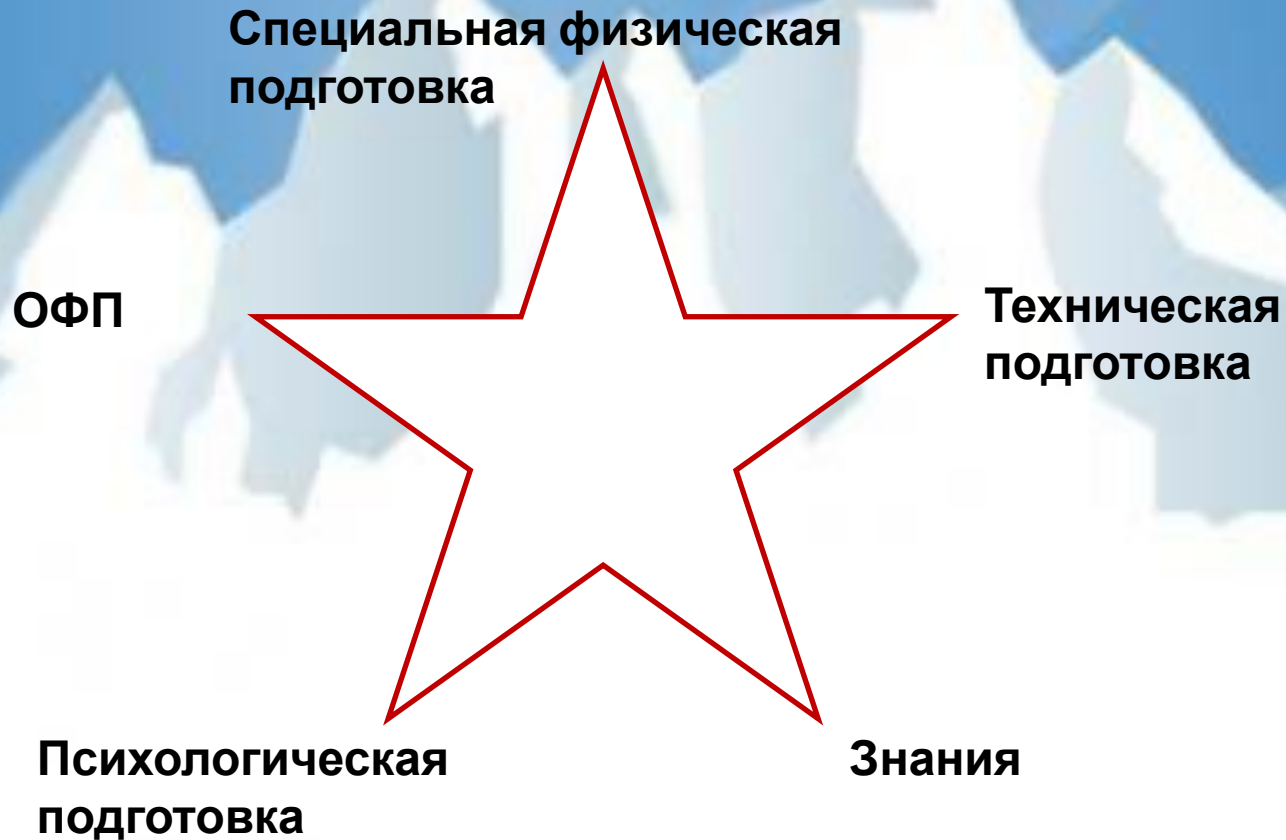 Специальная физическая
подготовка
ОФП
Техническая
подготовка
Психологическая
подготовка
Знания